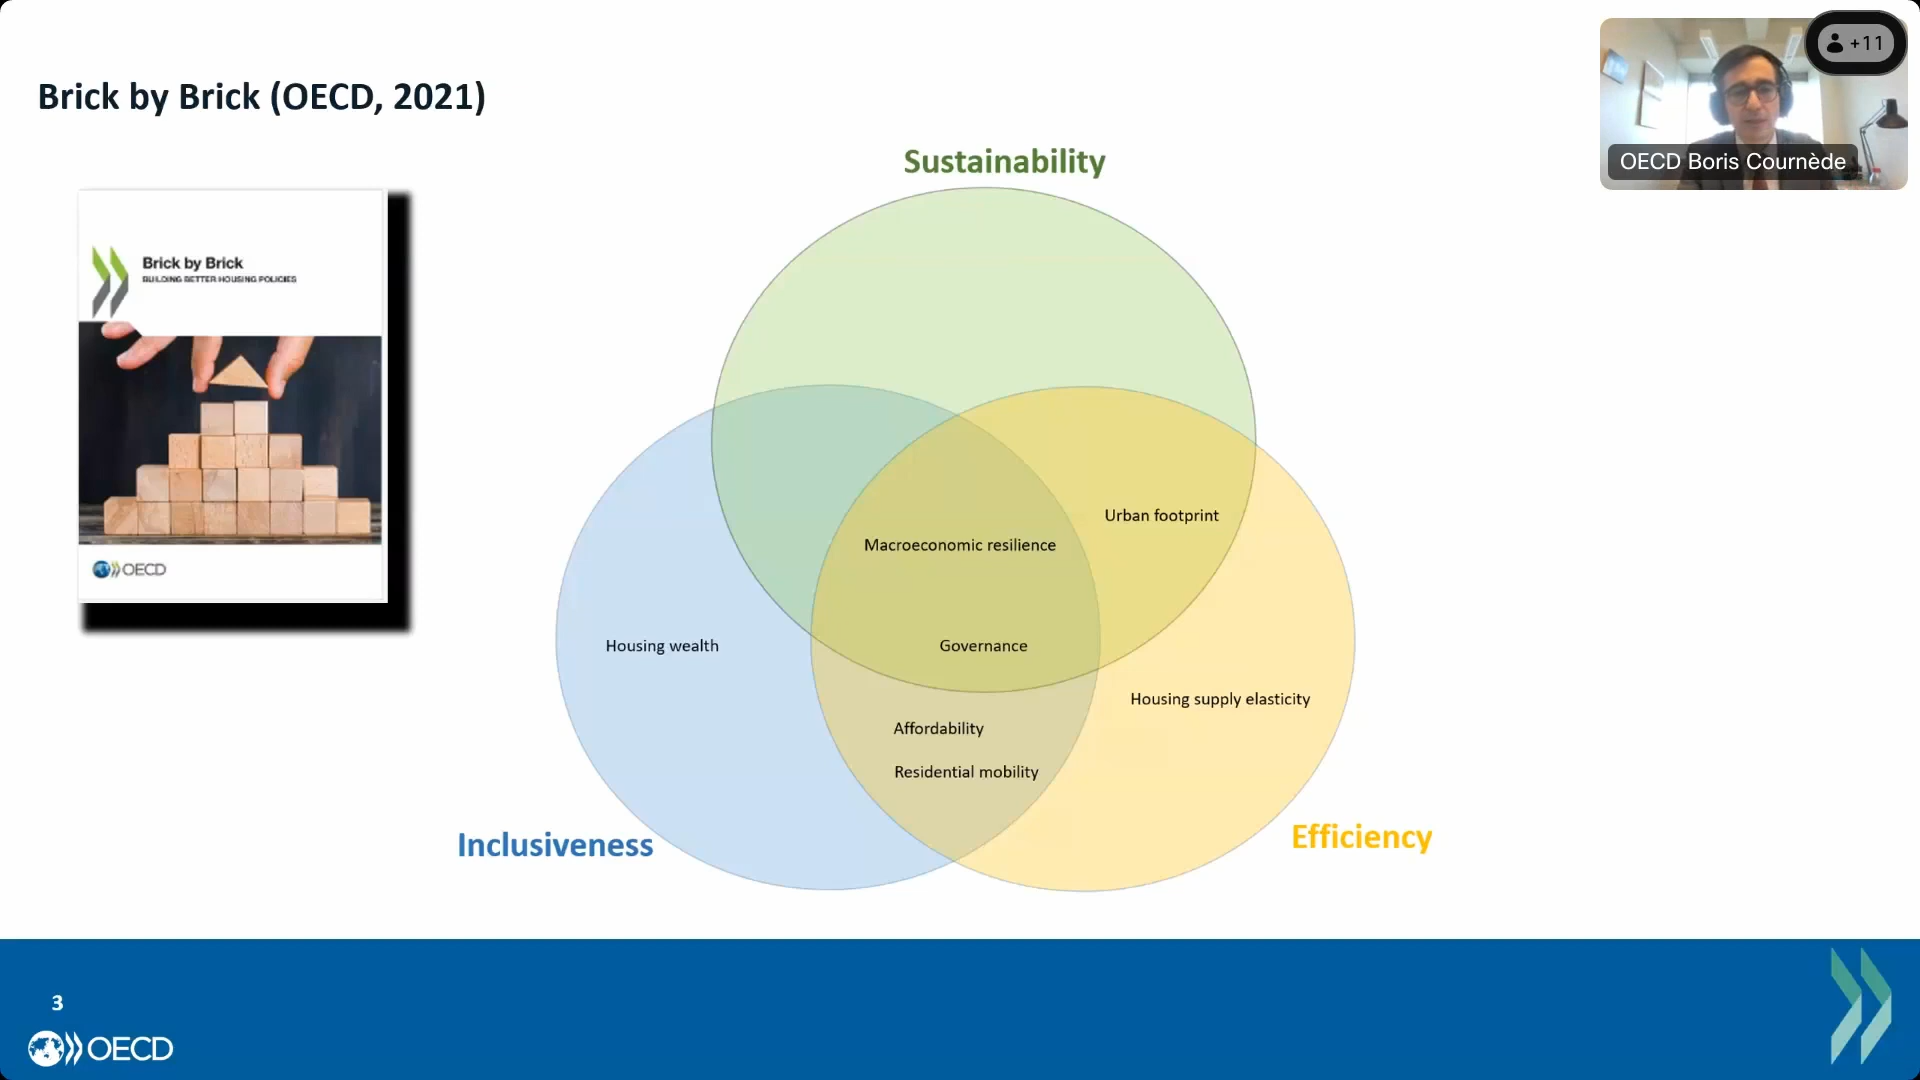 Brick by Brick (OECD, 2021)
+11
OECD Boris Cournède
Sustainability
Brick by Brick
BUILDING BETTER HOUSING POLICIES
OECD
Urban footprint
Macroeconomic resilience
Housing wealth
Governance
Housing supply elasticity
Affordability
Residential mobility
Inclusiveness
Efficiency
3
OECD